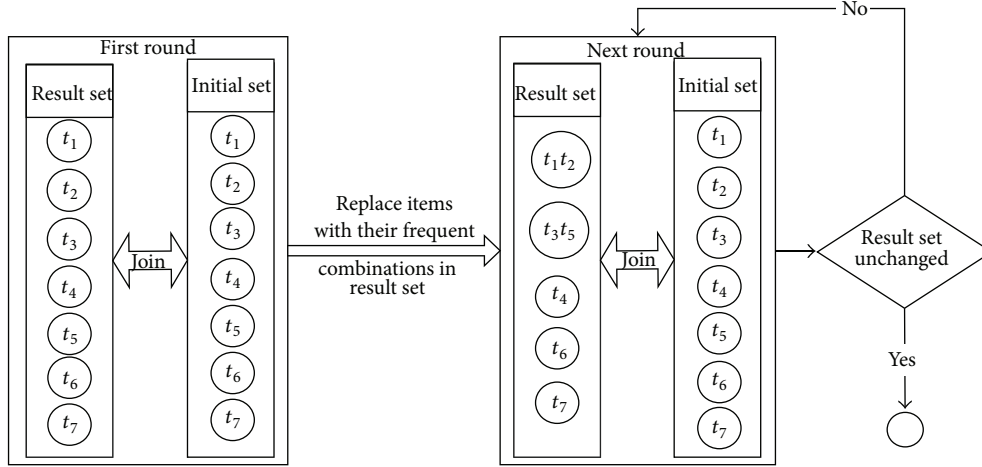 No
First round
Next round
Result set
Initial set
Result set
Initial set
t1
t2
t3
t4
t5
t6
t7
Join
t1
t2
t3
t4
t5
t6
t7
Replace items
with their frequent
combinations in
result set
t1t2
t3t5
t4
t6
t7
Join
t1
t2
t3
t4
t5
t6
t7
Result set
unchanged
Yes